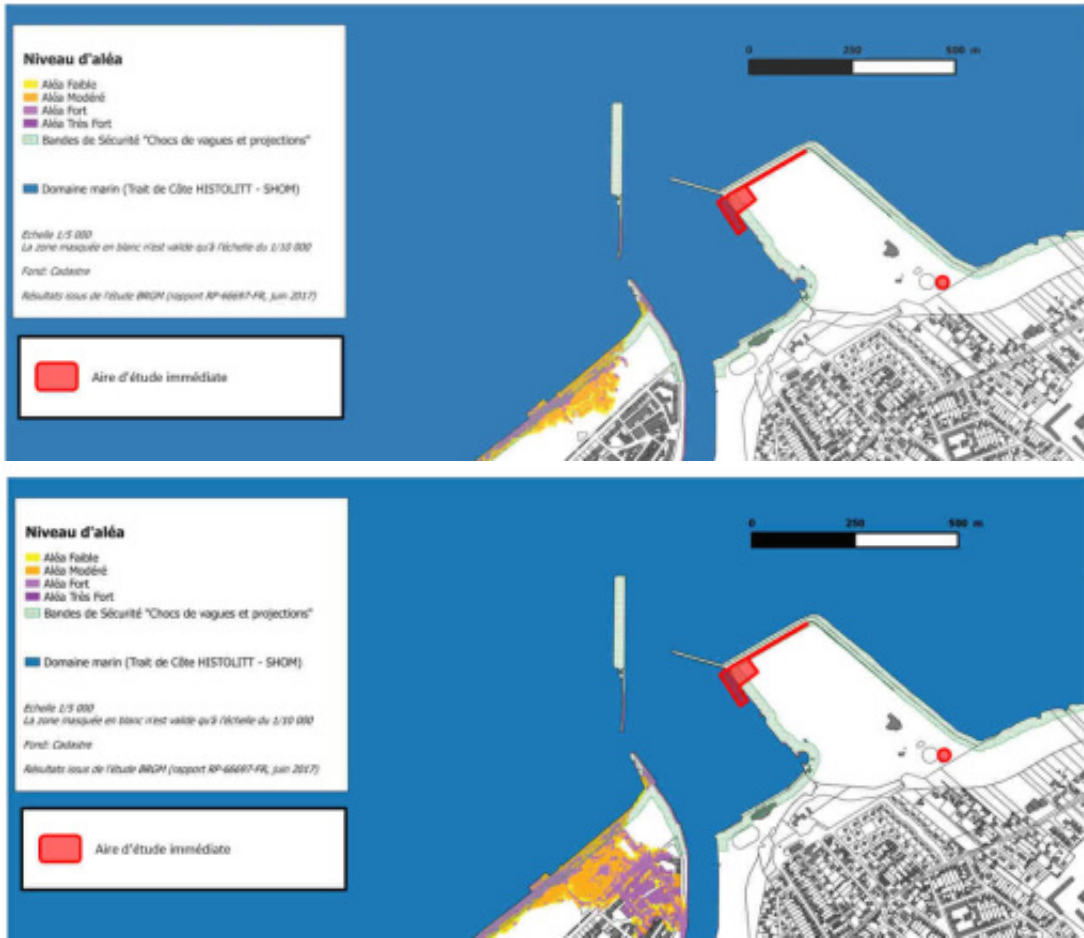 Niveau d'aléa
Aléa Faible
Aléa Modéré
Aléa Fort
Aléa Très Fort
Bandes de Sécurité "Chocs de vagues et projections"
Domaine marin (Trait de Côte HISTOLITT - SHOM)
Echelle 1/5 000
La zone masquée en blanc n'est valide qu'à l'échelle du 1/10 000
Fond: Cadastre
Résultats issus de l'étude BRGM (rapport RP-66697-FR, juin 2017)
Aire d'étude immédiate
0 250 500 m
Niveau d'aléa
Aléa Faible
Aléa Modéré
Aléa Fort
Aléa Très Fort
Bandes de Sécurité "Chocs de vagues et projections"
Domaine marin (Trait de Côte HISTOLITT - SHOM)
Echelle 1/5 000
La zone masquée en blanc n'est valide qu'à l'échelle du 1/10 000
Fond: Cadastre
Résultats issus de l'étude BRGM (rapport RP-66697-FR, juin 2017)
Aire d'étude immédiate
0 250 500 m